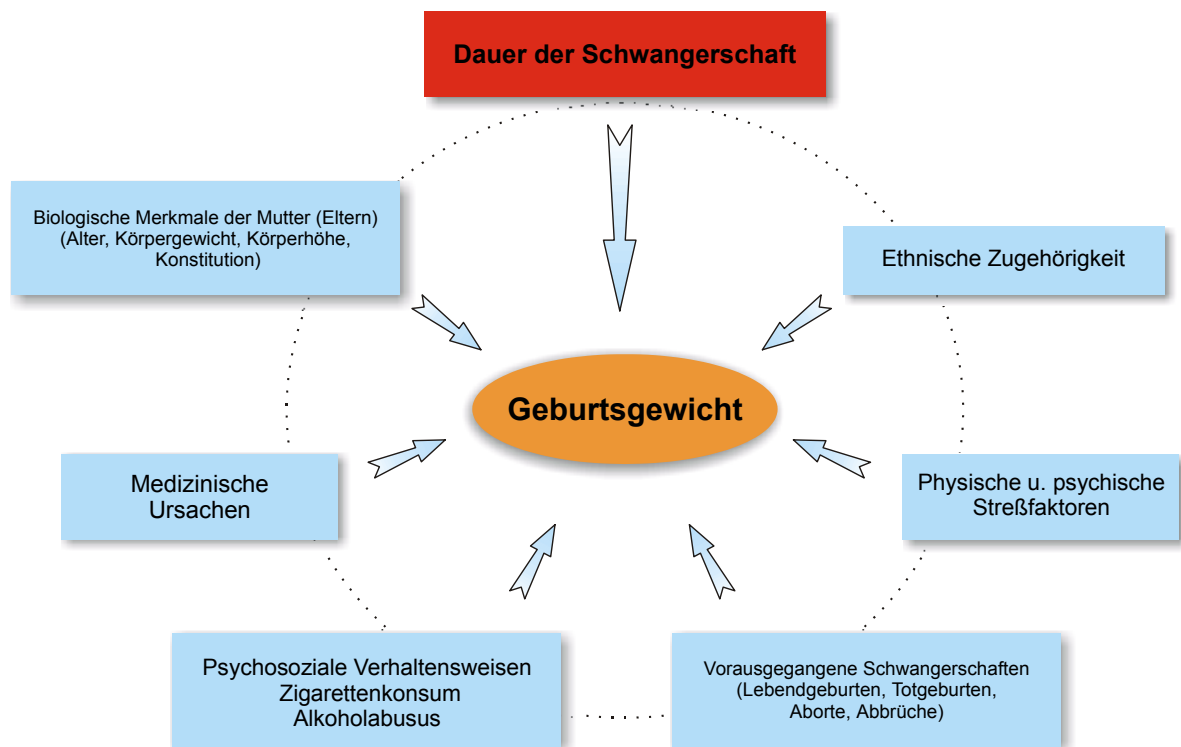 Dauer der Schwangerschaft
Biologische Merkmale der Mutter (Eltern)
(Alter, Körpergewicht, Körperhöhe,
Konstitution)
Ethnische Zugehörigkeit
Geburtsgewicht
Medizinische
Ursachen
Physische u. psychische
Streßfaktoren
Psychosoziale Verhaltensweisen
Zigarettenkonsum
Alkoholabusus
Vorausgegangene Schwangerschaften
(Lebendgeburten, Totgeburten,
Aborte, Abbrüche)